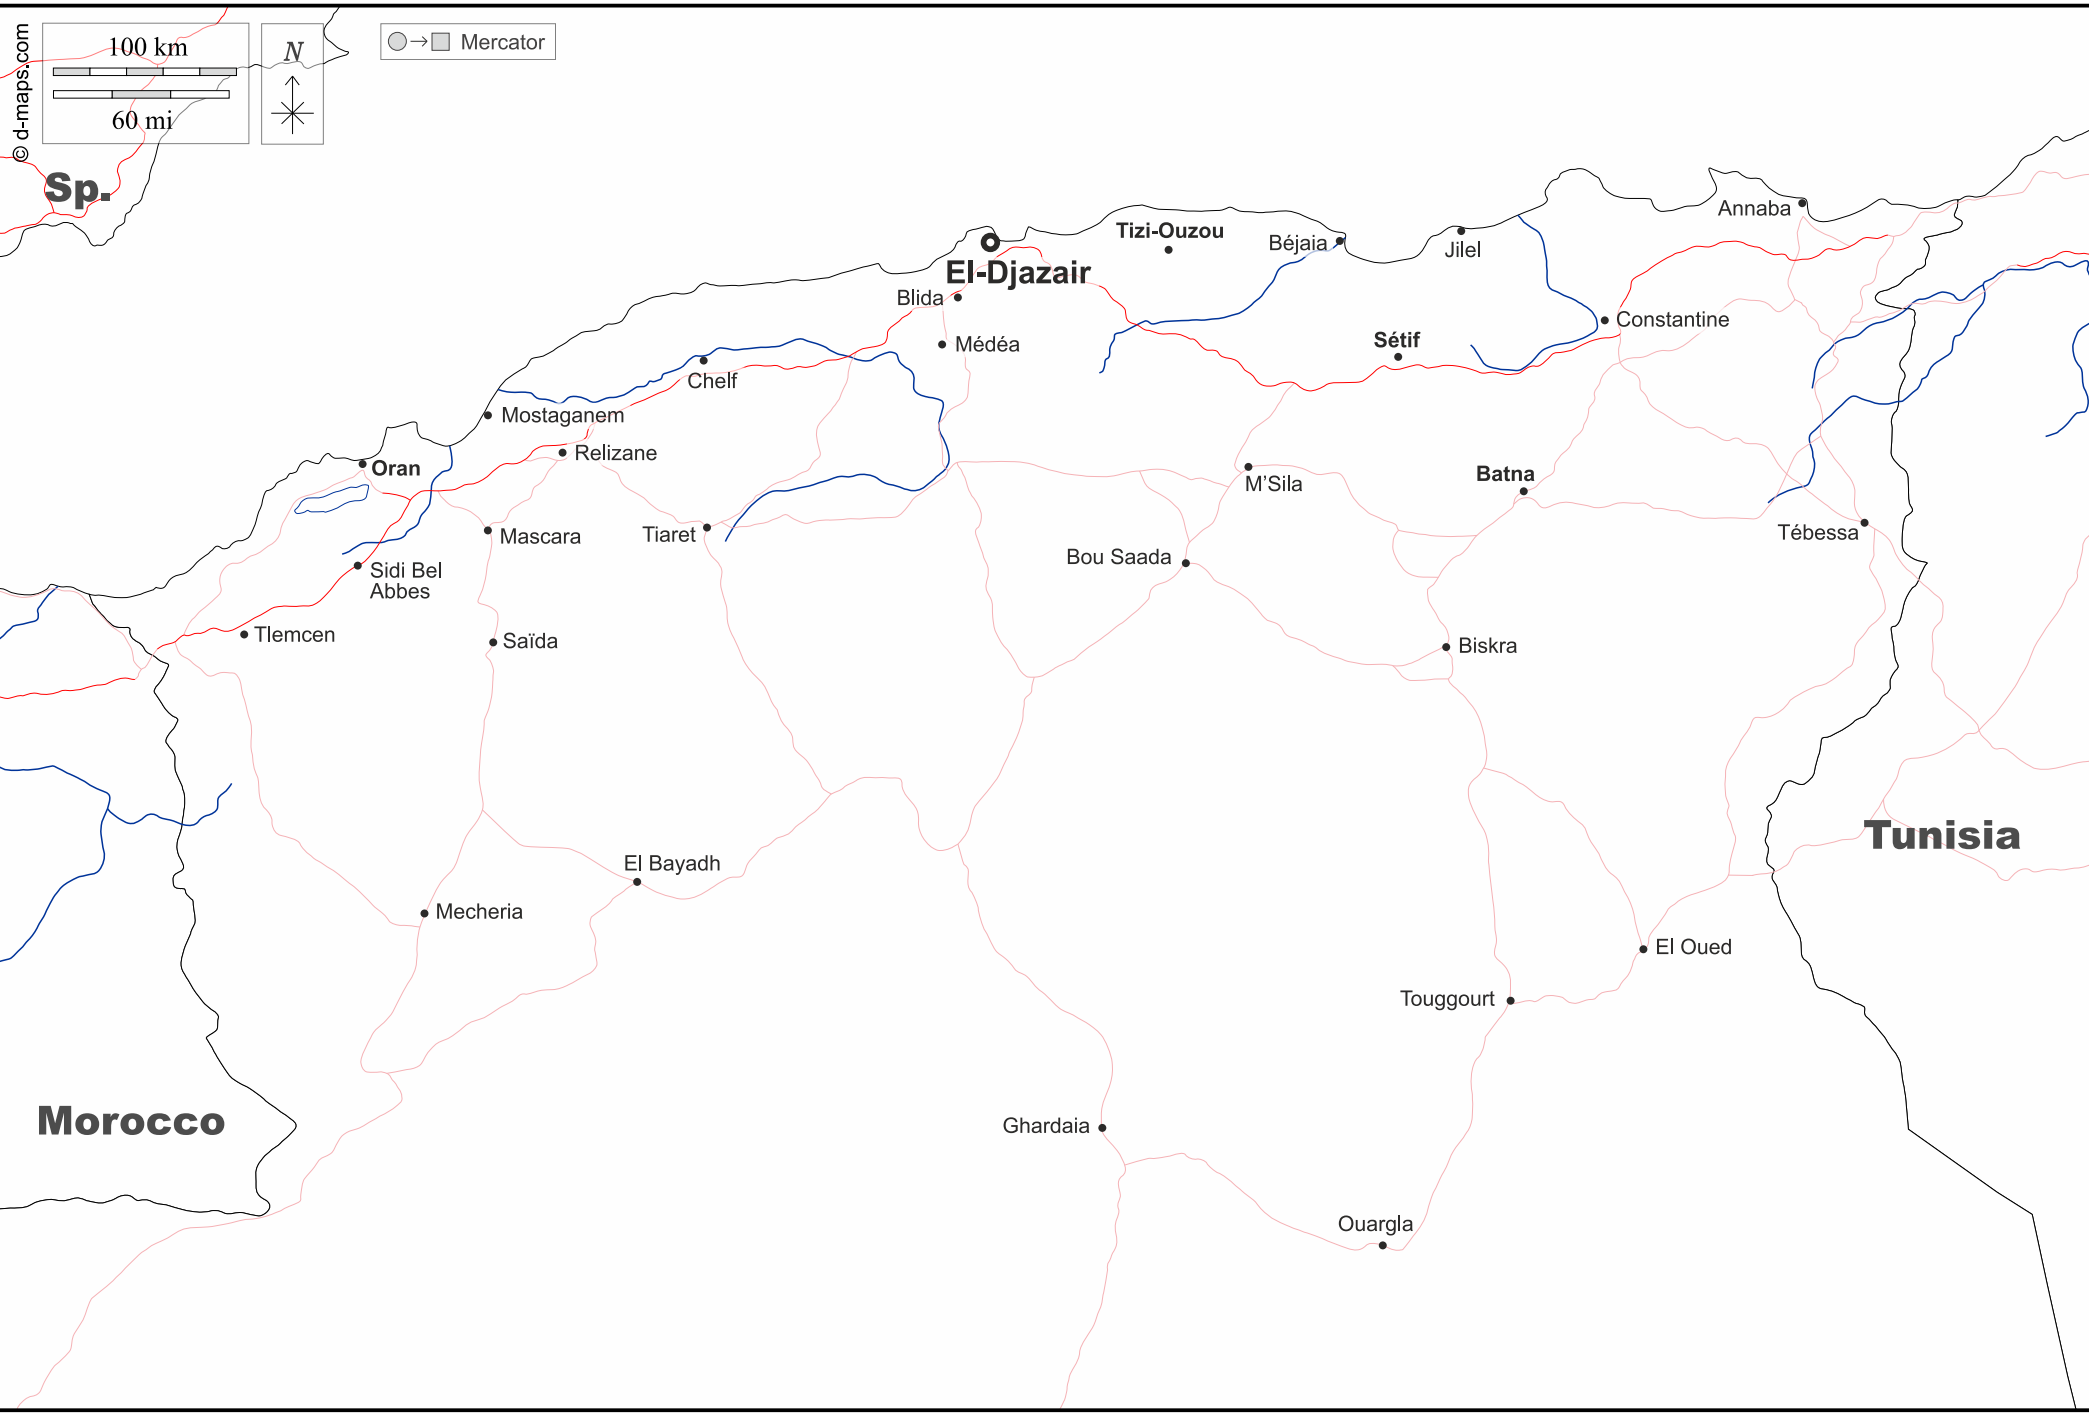 © d-maps.com
100 km
60 mi
N
Mercator
Sp.
Annaba
Tizi-Ouzou
Béjaia
Jilel
El-Djazair
Blida
Constantine
Médéa
Sétif
Chelf
Mostaganem
Relizane
Oran
Batna
M'Sila
Tiaret
Mascara
Tébessa
Bou Saada
Sidi Bel
Abbes
Tlemcen
Saïda
Biskra
Tunisia
El Bayadh
Mecheria
El Oued
Touggourt
Morocco
Ghardaia
Ouargla